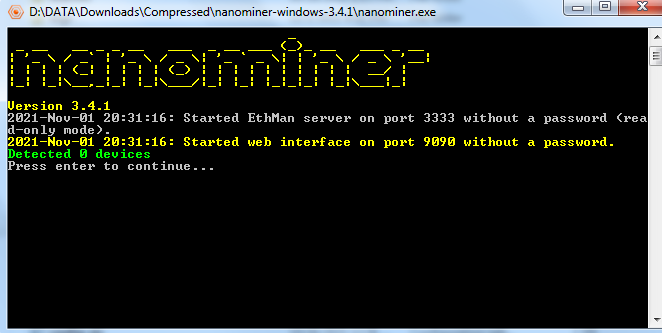 D:\DATA\Downloads\Compressed\nanominer-windows-3.4.1\nanominer.exe
nanominer
Version 3.4.1
2021-Nov-01 20:31:16: Started EthMan server on port 3333 without a password (rea
d-only mode).
2021-Nov-01 20:31:16: Started web interface on port 9090 without a password.
Detected 0 devices
Press enter to continue...